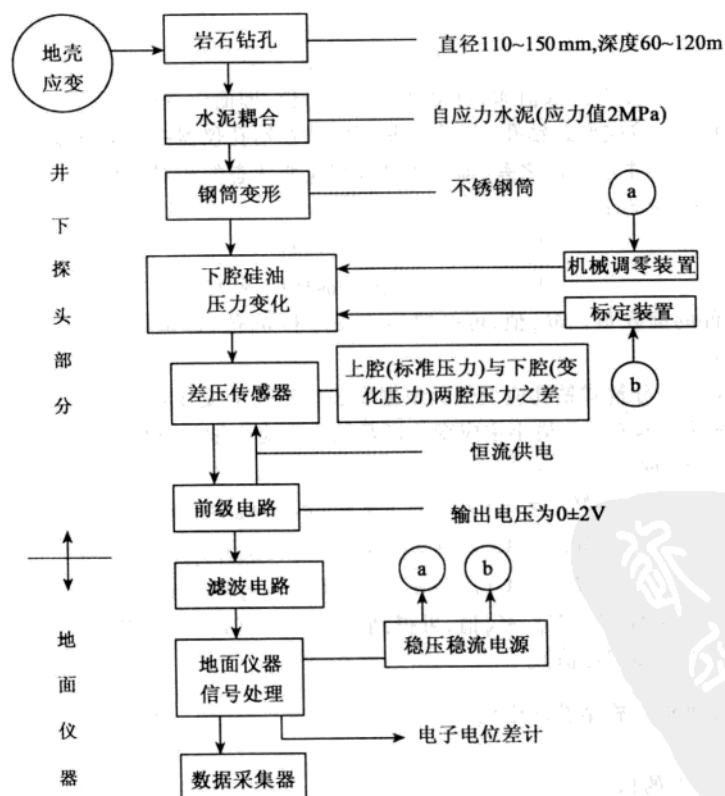 地壳
应变
岩石钻孔
直径110~150mm,深度60~120m
水泥耦合
自应力水泥(应力值2MPa)
井下探头部分
钢筒变形
不锈钢筒
a
下腔硅油
压力变化
机械调零装置
标定装置
b
差压传感器
上腔(标准压力)与下腔(变
化压力)两腔压力之差
恒流供电
前级电路
输出电压为0±2V
滤波电路
a
b
地面仪器
地面仪器
信号处理
稳压稳流电源
电子电位差计
数据采集器